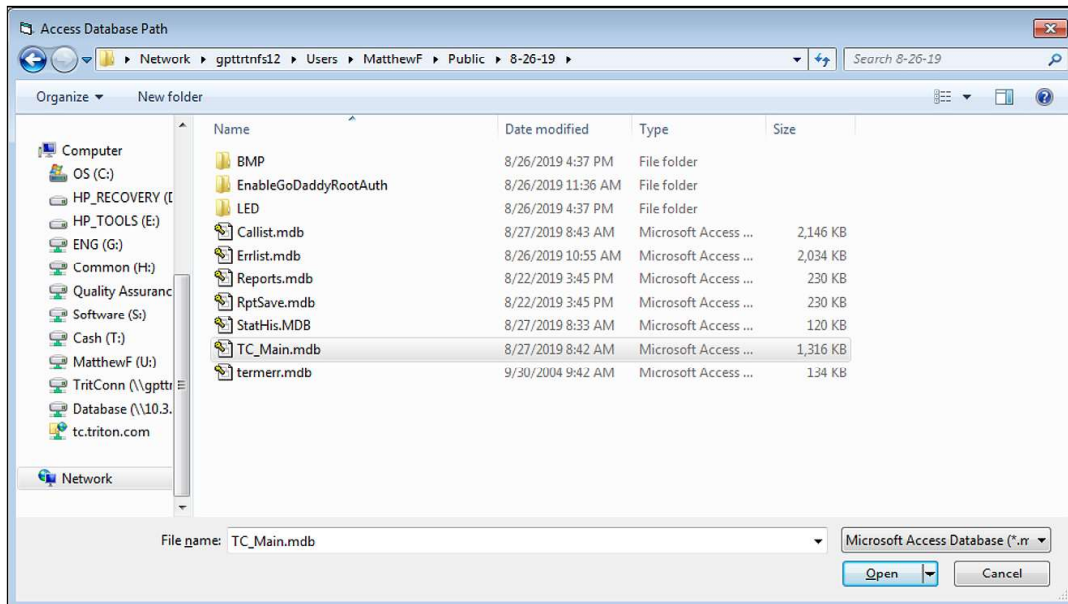 Access Database Path
Network ▸ gpttrtnfs12 ▸ Users ▸ MatthewF ▸ Public ▸ 8-26-19 ▸
Search 8-26-19
Organize New folder
Name Date modified Type Size
Computer
OS (C:)
HP_RECOVERY (D
HP_TOOLS (E:)
ENG (G:)
Common (H:)
Quality Assuranc
Software (S:)
Cash (T:)
MatthewF (U:)
TritConn (\\gpttr
Database (\\10.3.
tc.triton.com
Network
BMP 8/26/2019 4:37 PM File folder
EnableGoDaddyRootAuth 8/26/2019 11:36 AM File folder
LED 8/26/2019 4:37 PM File folder
Callist.mdb 8/27/2019 8:43 AM Microsoft Access ... 2,146 KB
Errlist.mdb 8/26/2019 10:55 AM Microsoft Access ... 2,034 KB
Reports.mdb 8/22/2019 3:45 PM Microsoft Access ... 230 KB
RptSave.mdb 8/22/2019 3:45 PM Microsoft Access ... 230 KB
StatHis.MDB 8/27/2019 8:33 AM Microsoft Access ... 120 KB
TC_Main.mdb 8/27/2019 8:42 AM Microsoft Access ... 1,316 KB
termerr.mdb 9/30/2004 9:42 AM Microsoft Access ... 134 KB
File name: TC_Main.mdb
Microsoft Access Database (*.m
Open Cancel